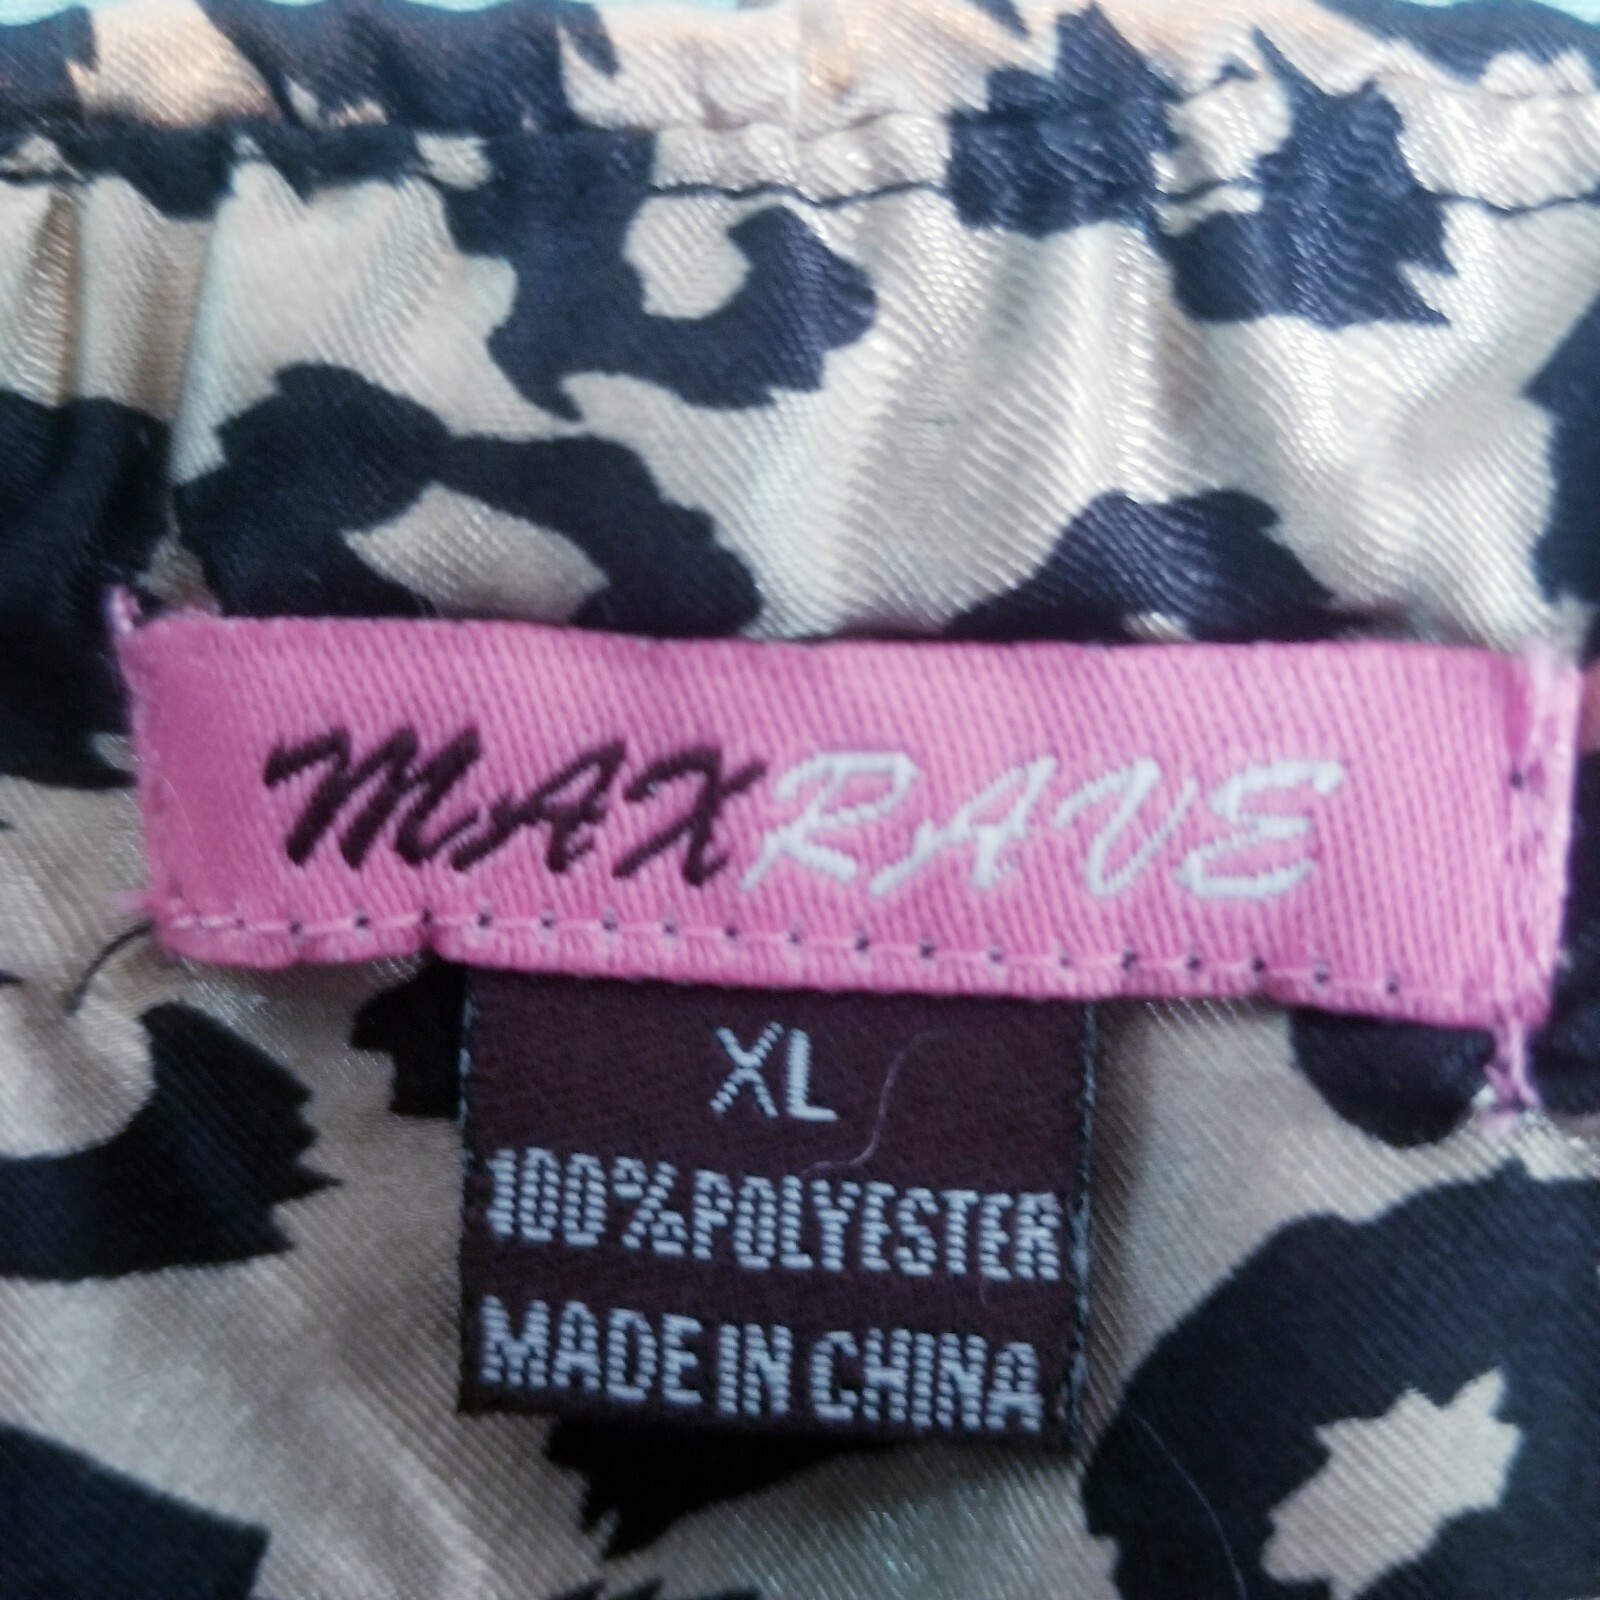 MAXRAVE
XL
100%POLYESTER
MADE IN CHINA